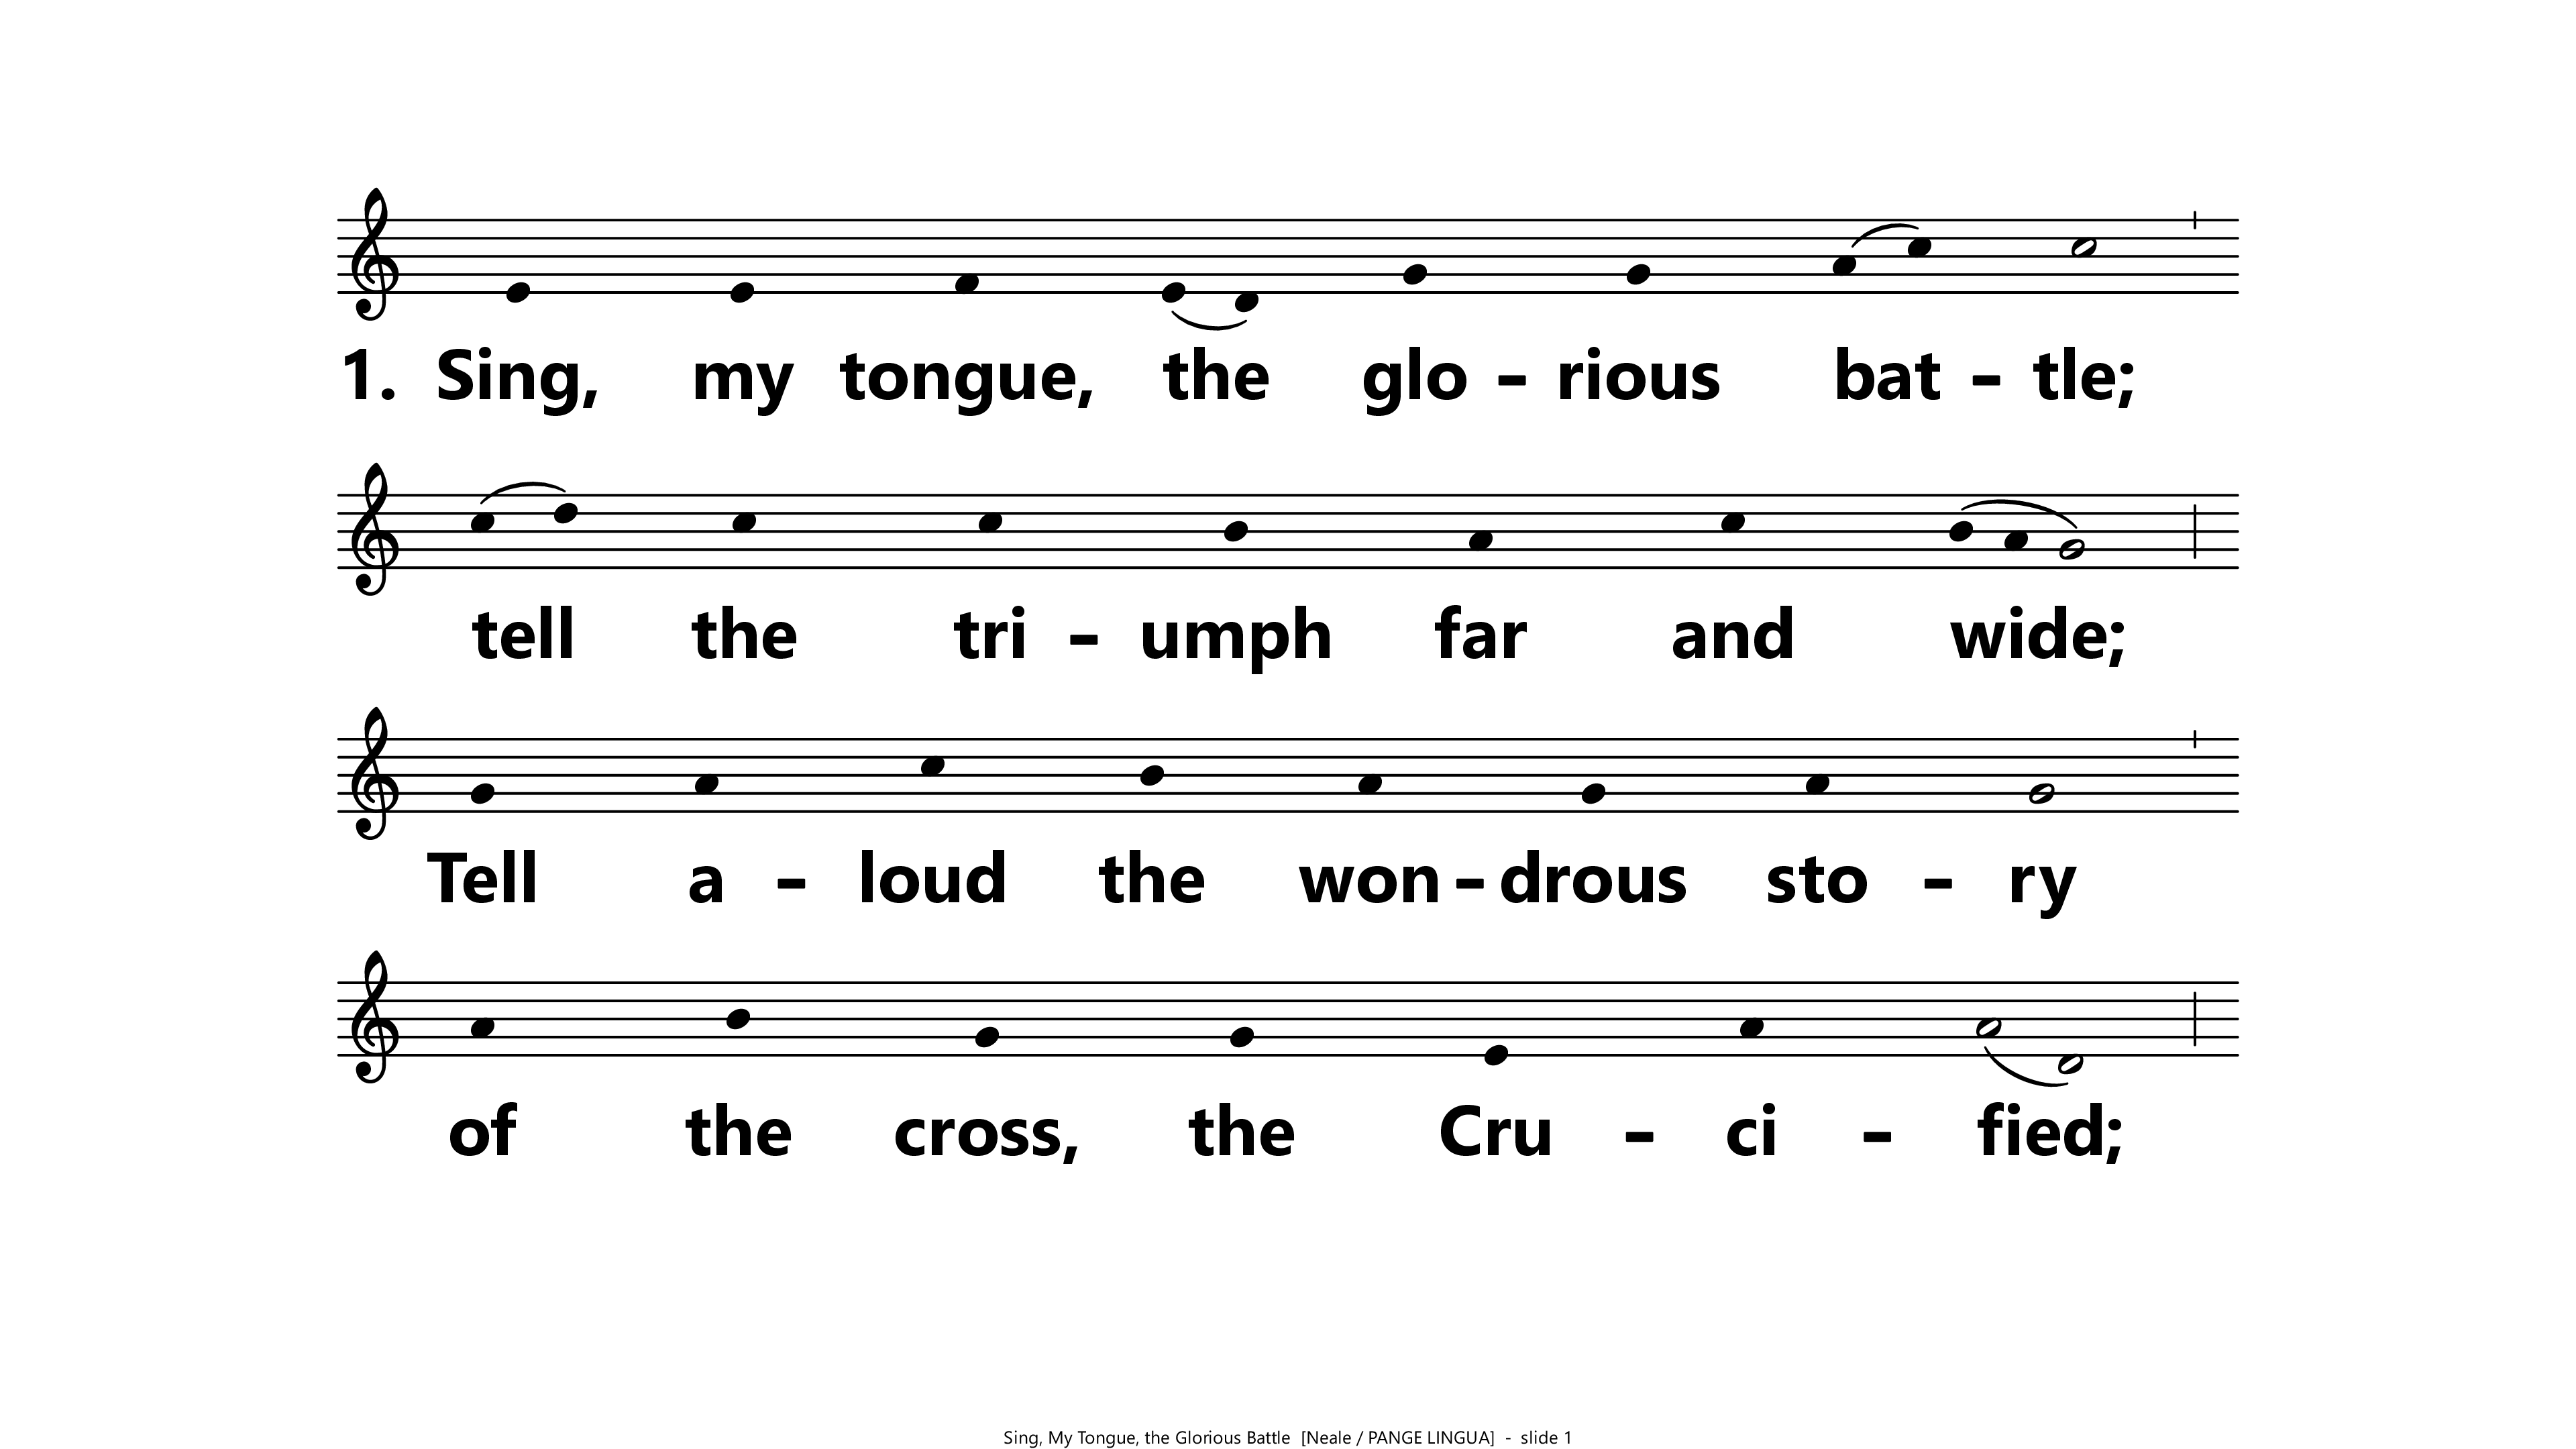 1. Sing, my tongue, the glo - rious bat - tle;
tell the tri - umph far and wide;
Tell a - loud the won - drous sto - ry
of the cross, the Cru - ci - fied;
Sing, My Tongue, the Glorious Battle [Neale / PANGE LINGUA] - slide 1